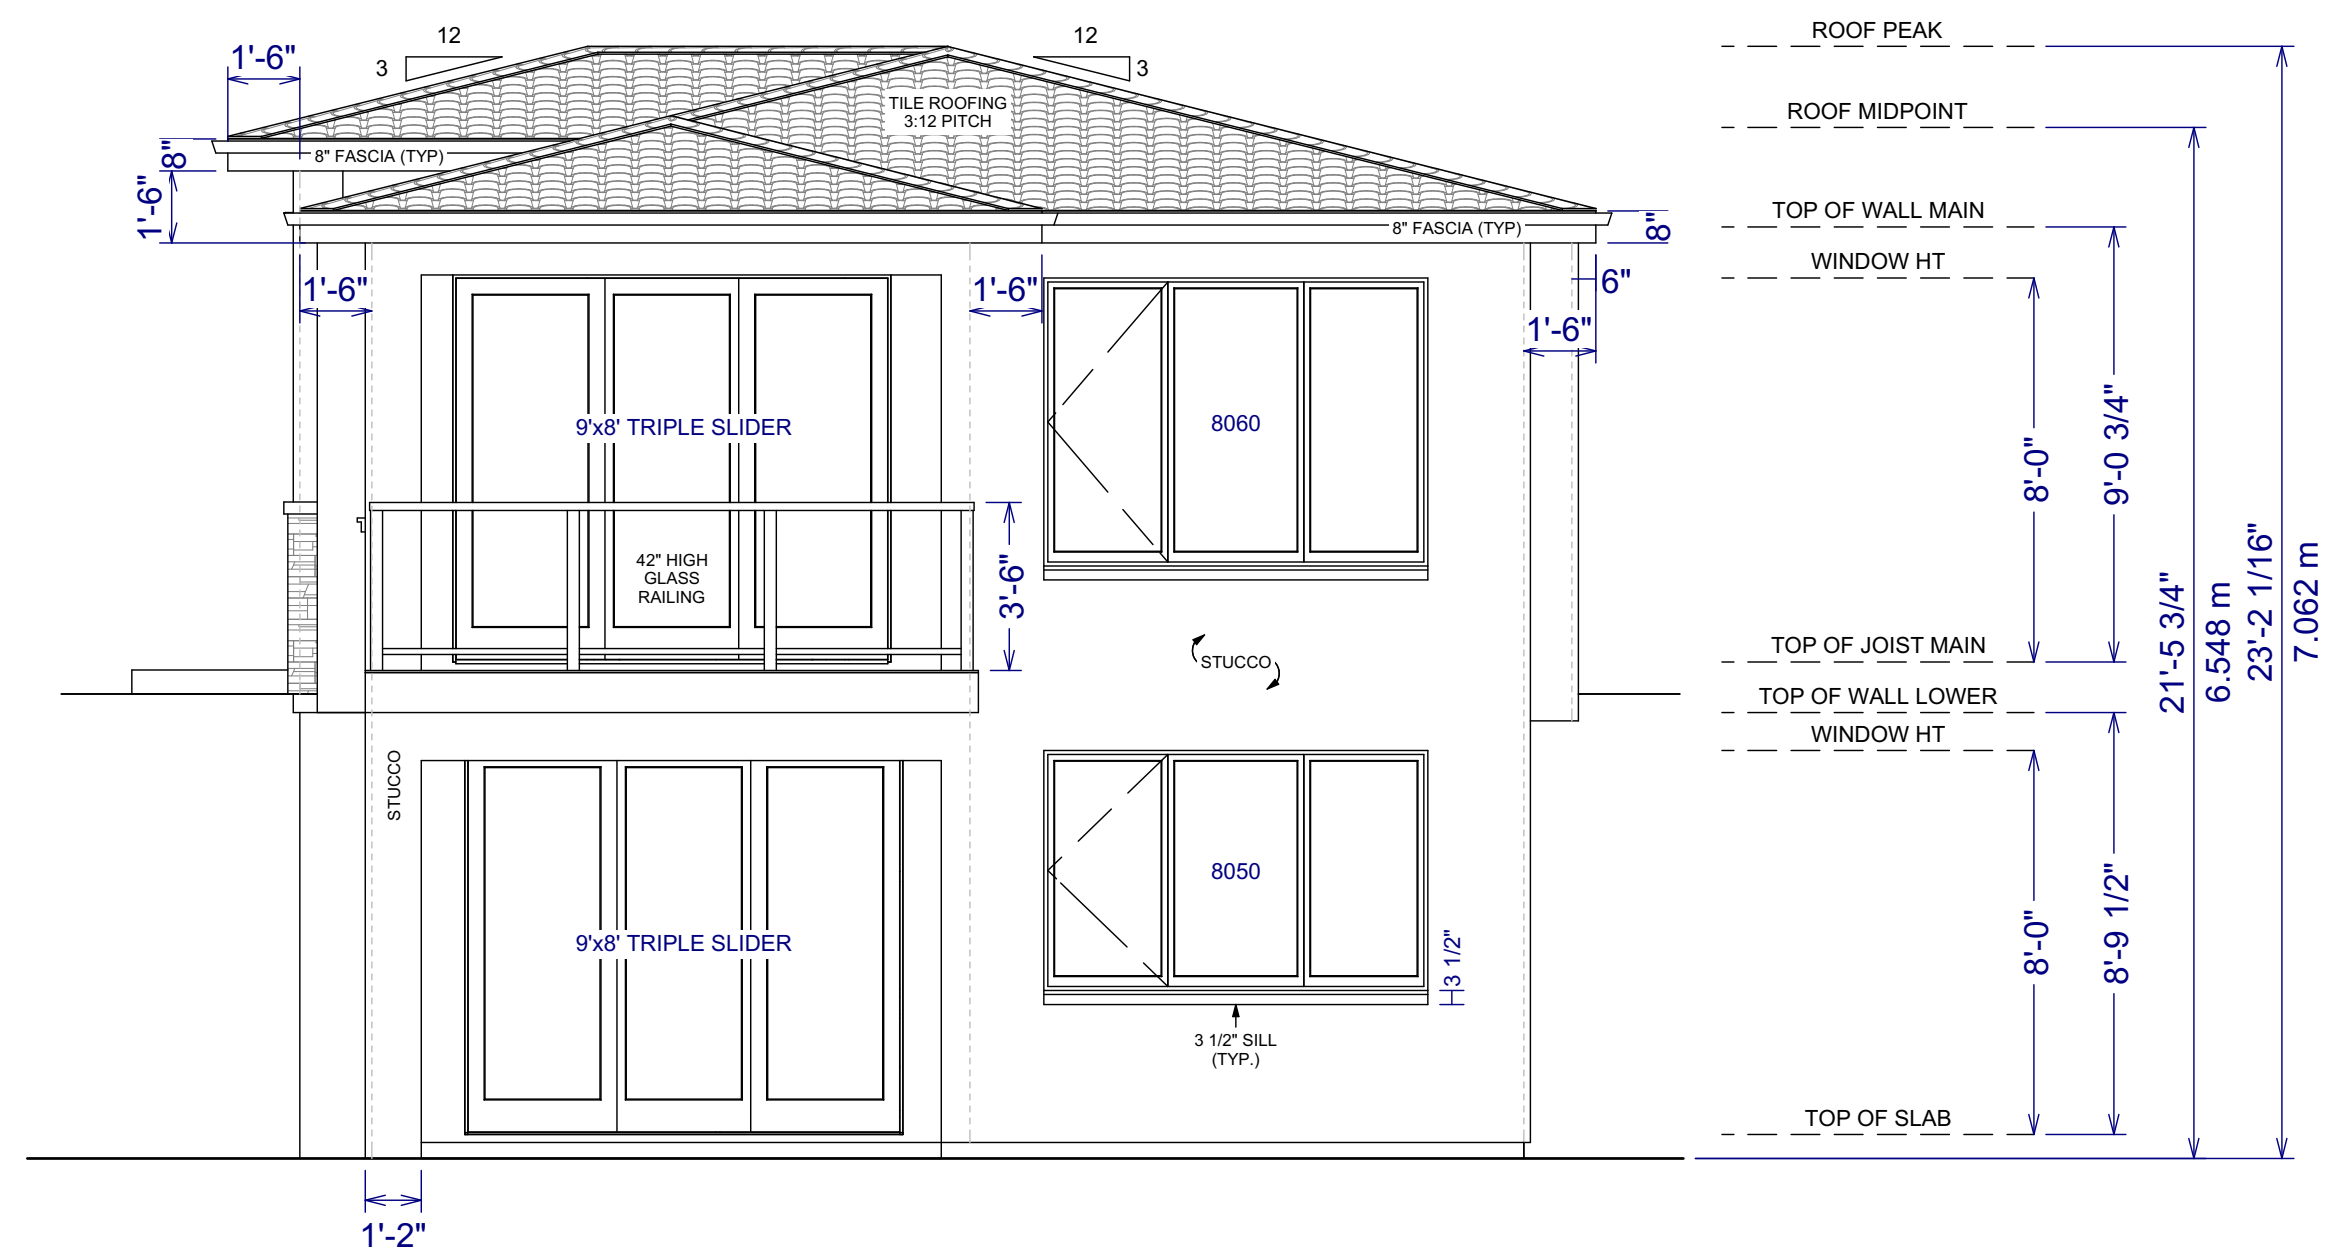 12
12
ROOF PEAK
1'-6"
3
3
TILE ROOFING
3:12 PITCH
ROOF MIDPOINT
8" FASCIA (TYP)
8"
1'-6"
TOP OF WALL MAIN
8" FASCIA (TYP)
8"
WINDOW HT
1'-6"
1'-6"
6"
1'-6"
9'x8' TRIPLE SLIDER
8060
8'-0"
9'-0 3/4"
42" HIGH
GLASS
RAILING
3'-6"
21'-5 3/4"
6.548 m
23'-2 1/16"
7.062 m
STUCCO
TOP OF JOIST MAIN
TOP OF WALL LOWER
WINDOW HT
STUCCO
8050
9'x8' TRIPLE SLIDER
3 1/2"
8'-0"
8'-9 1/2"
3 1/2" SILL
(TYP.)
TOP OF SLAB
1'-2"